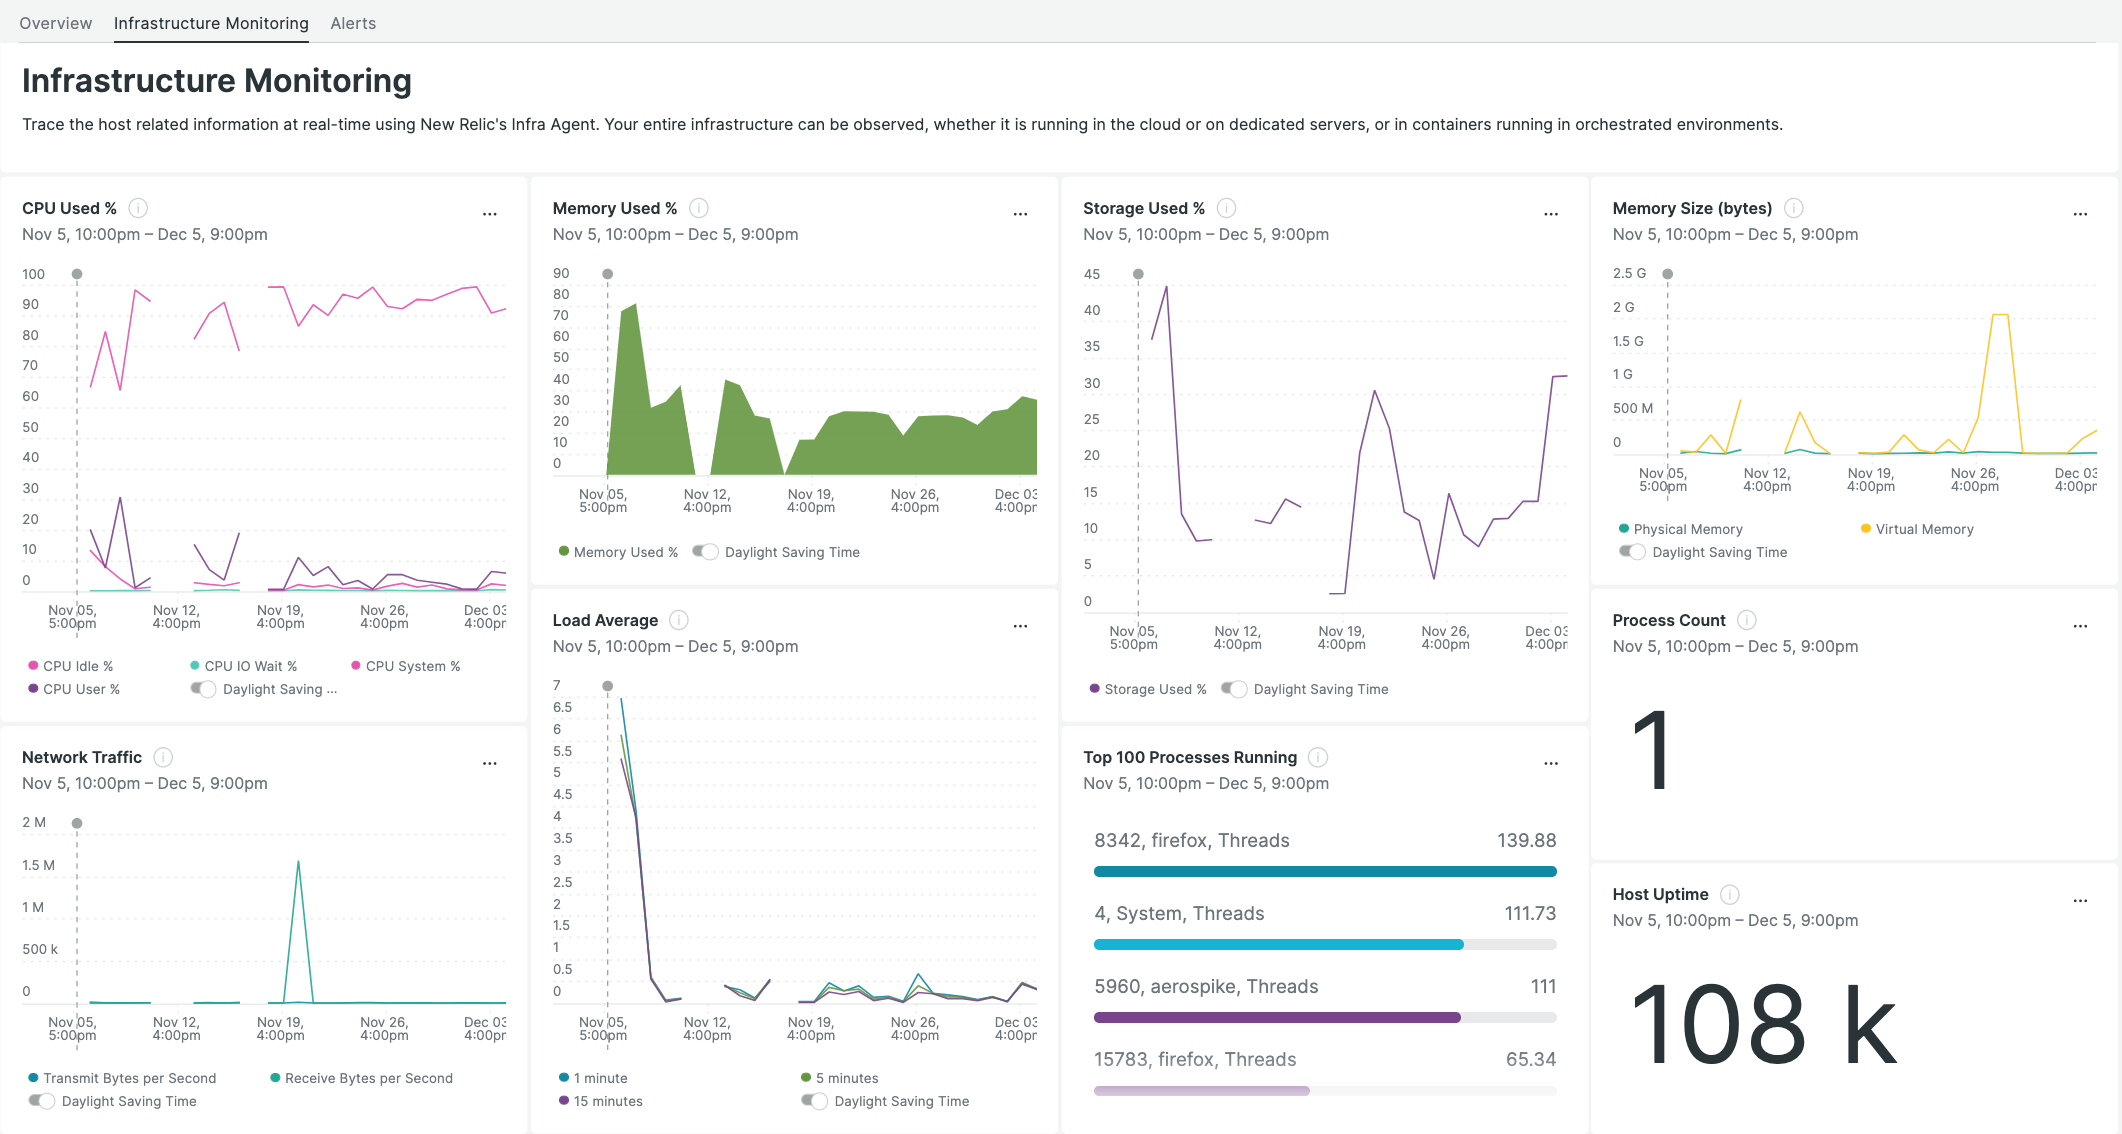 Overview Infrastructure Monitoring Alerts
Infrastructure Monitoring
Trace the host related information at real-time using New Relic's Infra Agent. Your entire infrastructure can be observed, whether it is running in the cloud or on dedicated servers, or in containers running in orchestrated environments.
CPU Used %
Nov 5, 10:00pm – Dec 5, 9:00pm
100
90
80
70
60
50
40
30
20
10
0
Nov 05, Nov 12, Nov 19, Nov 26, Dec 03
5:00pm 4:00pm 4:00pm 4:00pm 4:00pm
CPU Idle % CPU IO Wait % CPU System %
CPU User % Daylight Saving ...
Network Traffic
Nov 5, 10:00pm – Dec 5, 9:00pm
2 M
1.5 M
1 M
500 k
0
Nov 05, Nov 12, Nov 19, Nov 26, Dec 03
5:00pm 4:00pm 4:00pm 4:00pm 4:00pm
Transmit Bytes per Second Receive Bytes per Second
Daylight Saving Time
Memory Used %
Nov 5, 10:00pm – Dec 5, 9:00pm
90
80
70
60
50
40
30
20
10
0
Nov 05, Nov 12, Nov 19, Nov 26, Dec 03
5:00pm 4:00pm 4:00pm 4:00pm 4:00pm
Memory Used % Daylight Saving Time
Load Average
Nov 5, 10:00pm – Dec 5, 9:00pm
7
6.5
6
5.5
5
4.5
4
3.5
3
2.5
2
1.5
1
0.5
0
Nov 05, Nov 12, Nov 19, Nov 26, Dec 03
5:00pm 4:00pm 4:00pm 4:00pm 4:00pm
1 minute 5 minutes
15 minutes Daylight Saving Time
Storage Used %
Nov 5, 10:00pm – Dec 5, 9:00pm
45
40
35
30
25
20
15
10
5
0
Nov 05, Nov 12, Nov 19, Nov 26, Dec 03
5:00pm 4:00pm 4:00pm 4:00pm 4:00pm
Storage Used % Daylight Saving Time
Top 100 Processes Running
Nov 5, 10:00pm – Dec 5, 9:00pm
8342, firefox, Threads 139.88
4, System, Threads 111.73
5960, aerospike, Threads 111
15783, firefox, Threads 65.34
Memory Size (bytes)
Nov 5, 10:00pm – Dec 5, 9:00pm
2.5 G
2 G
1.5 G
1 G
500 M
0
Nov 05, Nov 12, Nov 19, Nov 26, Dec 03
5:00pm 4:00pm 4:00pm 4:00pm 4:00pm
Physical Memory Virtual Memory
Daylight Saving Time
Process Count
Nov 5, 10:00pm – Dec 5, 9:00pm
1
Host Uptime
Nov 5, 10:00pm – Dec 5, 9:00pm
108 k